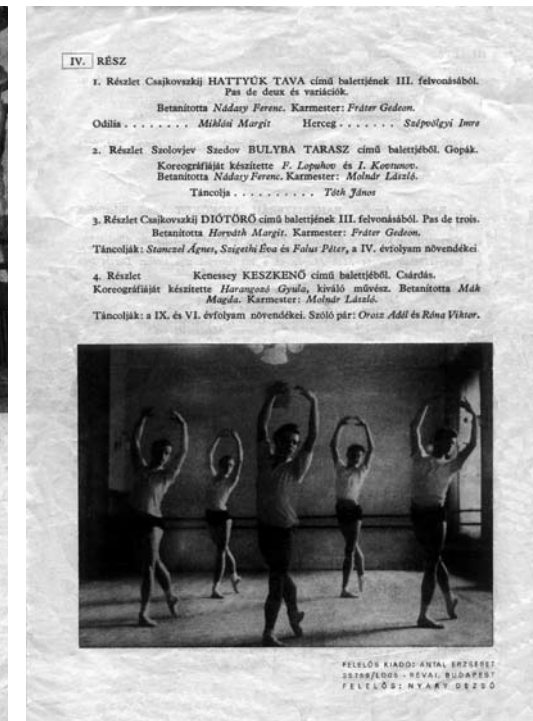 IV. RÉSZ
1. Részlet Csajkovszkij HATTYÚK TAVA című balettjének III. felvonásából.
Pas de deux és variációk.
Betanította Nádasy Ferenc. Karmester: Fráter Gedeon.
Odilia . . . . . . . . Miklósi Margit Herceg . . . . . . . Szépvölgyi Imre
2. Részlet Szolovjev Szedov BULYBA TARASZ című balettjéből. Gopák.
Koreográfiáját készítette F. Lopuhov és I. Kovtunov.
Betanította Nádasy Ferenc. Karmester: Molnár László.
Táncolja . . . . . . . . . . Tóth János
3. Részlet Csajkovszkij DIÓTÖRŐ című balettjének III. felvonásából. Pas de trois.
Betanította Horváth Margit. Karmester: Fráter Gedeon.
Táncolják: Stanczel Ágnes, Szigethi Éva és Falus Péter, a IV. évfolyam növendékei
4. Részlet Kenessey KESZKENŐ című balettjéből. Csárdás.
Koreográfiáját készítette Harangozó Gyula, kiváló művész. Betanította Mák
Magda. Karmester: Molnár László.
Táncolják: a IX. és VI. évfolyam növendékei. Szóló pár: Orosz Adél és Róna Viktor.
FELELŐS KIADÓ: ANTAL ERZSÉBET
RÉVAI, BUDAPEST
FELELŐS: NYÁRY DEZSŐ